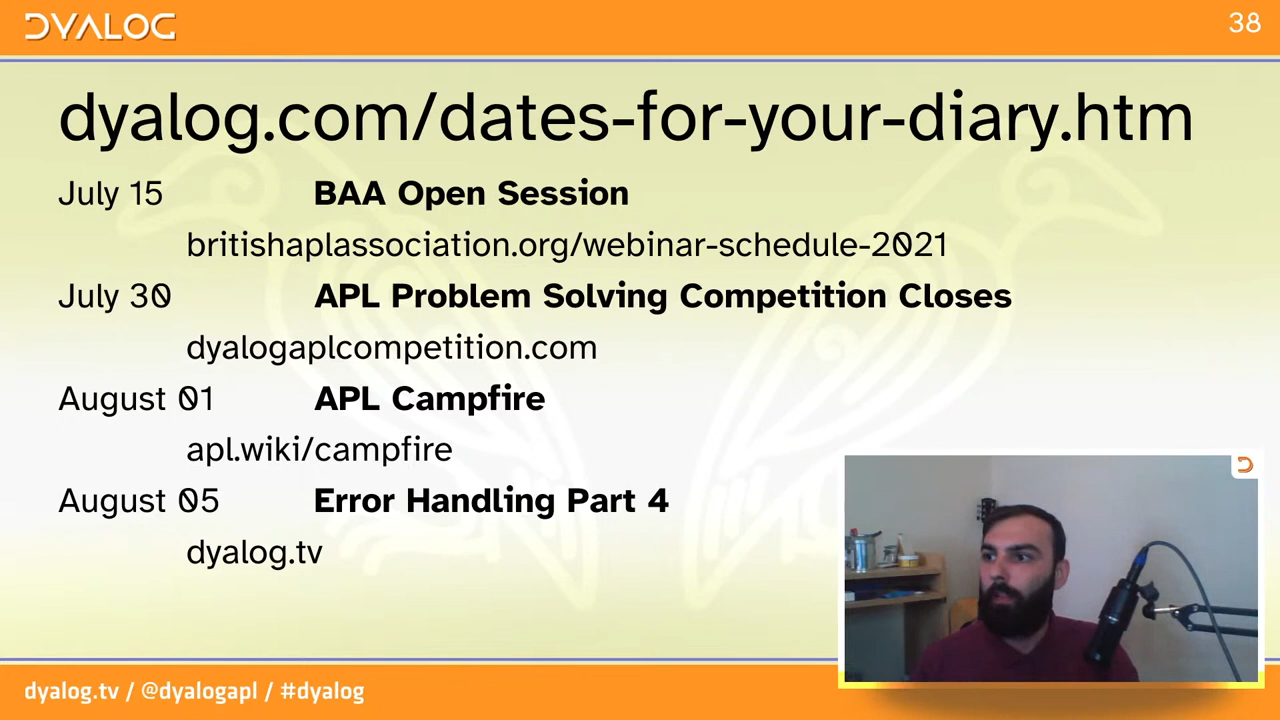 DYALOG
38
dyalog.com/dates-for-your-diary.htm
July 15 BAA Open Session
britishaplassociation.org/webinar-schedule-2021
July 30 APL Problem Solving Competition Closes
dyalogaplcompetition.com
August 01 APL Campfire
apl.wiki/campfire
August 05 Error Handling Part 4
dyalog.tv
dyalog.tv / @dyalogapl / #dyalog